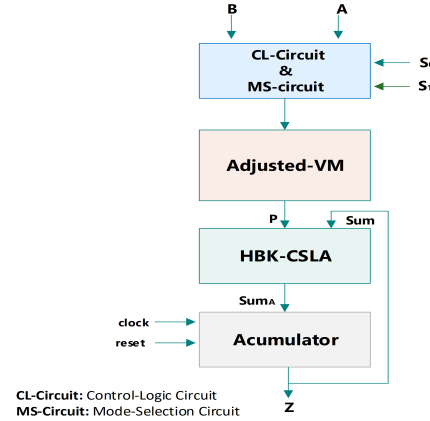 B A
CL-Circuit
&
MS-circuit
S
S1
Adjusted-VM
P Sum
HBK-CSLA
SumA
clock
reset
Acumulator
Z
CL-Circuit: Control-Logic Circuit
MS-Circuit: Mode-Selection Circuit